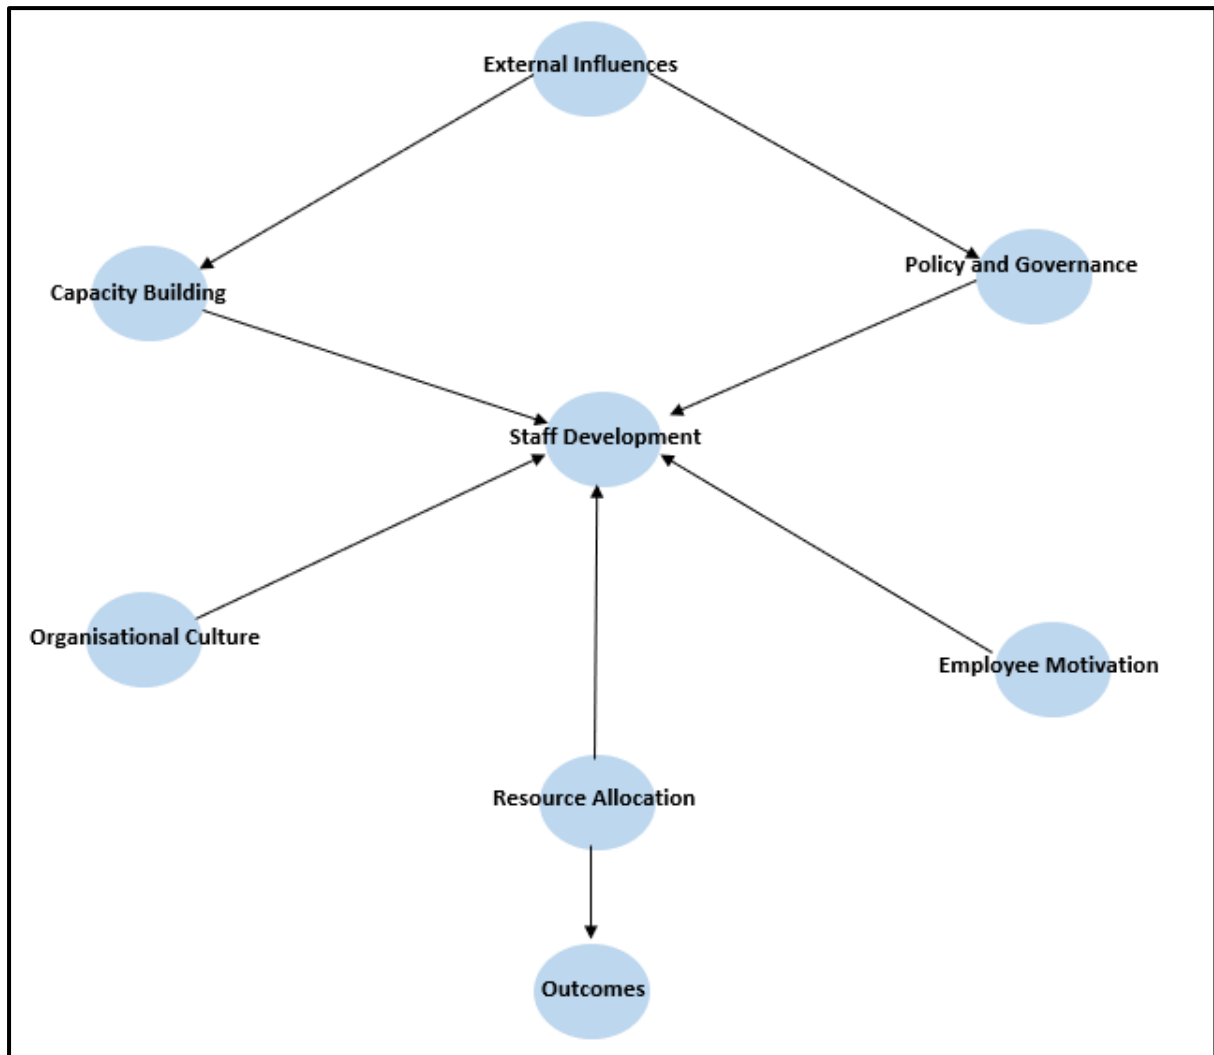 External Influences
Policy and Governance
Capacity Building
Staff Development
Organisational Culture
Employee Motivation
Resource Allocation
Outcomes